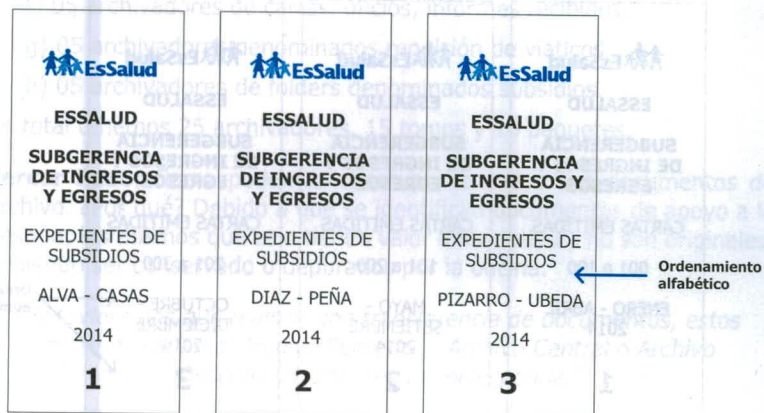 EsSalud
ESSALUD
SUBGERENCIA
DE INGRESOS
Y EGRESOS
EXPEDIENTES DE
SUBSIDIOS
ALVA - CASAS
2014
1
EsSalud
ESSALUD
SUBGERENCIA
DE INGRESOS Y
EGRESOS
EXPEDIENTES DE
SUBSIDIOS
DIAZ - PEÑA
2014
2
EsSalud
ESSALUD
SUBGERENCIA
DE INGRESOS Y
EGRESOS
EXPEDIENTES DE
SUBSIDIOS
PIZARRO - UBEDA
2014
3
Ordenamiento
alfabético